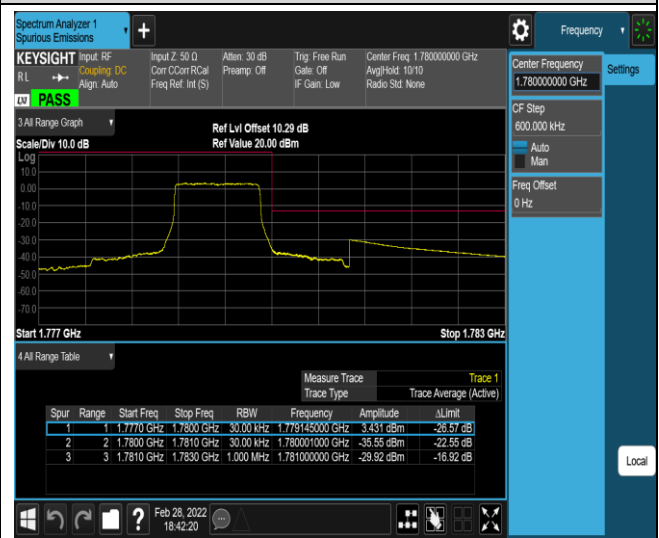 Spectrum Analyzer 1
Spurious Emissions
Frequency
KEYSIGHT
RL
LXI PASS
Input: RF
Coupling: DC
Align: Auto
Input Z: 50 Ω
Corr CCorr RCal
Freq Ref: Int (S)
Atten: 30 dB
Preamp: Off
Trig: Free Run
Gate: Off
IF Gain: Low
Center Freq: 1.780000000 GHz
Avg|Hold: 10/10
Radio Std: None
3 All Range Graph
Scale/Div 10.0 dB
Ref Lvl Offset 10.29 dB
Ref Value 20.00 dBm
Log
10.0
0.00
-10.0
-20.0
-30.0
-40.0
-50.0
-60.0
-70.0
Start 1.777 GHz
Stop 1.783 GHz
4 All Range Table
Measure Trace Trace 1
Trace Type Trace Average (Active)
Spur Range Start Freq Stop Freq RBW Frequency Amplitude ΔLimit
1 1 1.7770 GHz 1.7800 GHz 30.00 kHz 1.779145000 GHz 3.431 dBm -26.57 dB
2 2 1.7800 GHz 1.7810 GHz 30.00 kHz 1.780001000 GHz -35.55 dBm -22.55 dB
3 3 1.7810 GHz 1.7830 GHz 1.000 MHz 1.781000000 GHz -29.92 dBm -16.92 dB
Feb 28, 2022
18:42:20
Center Frequency
1.780000000 GHz
CF Step
600.000 kHz
Auto
Man
Freq Offset
0 Hz
Settings
Local